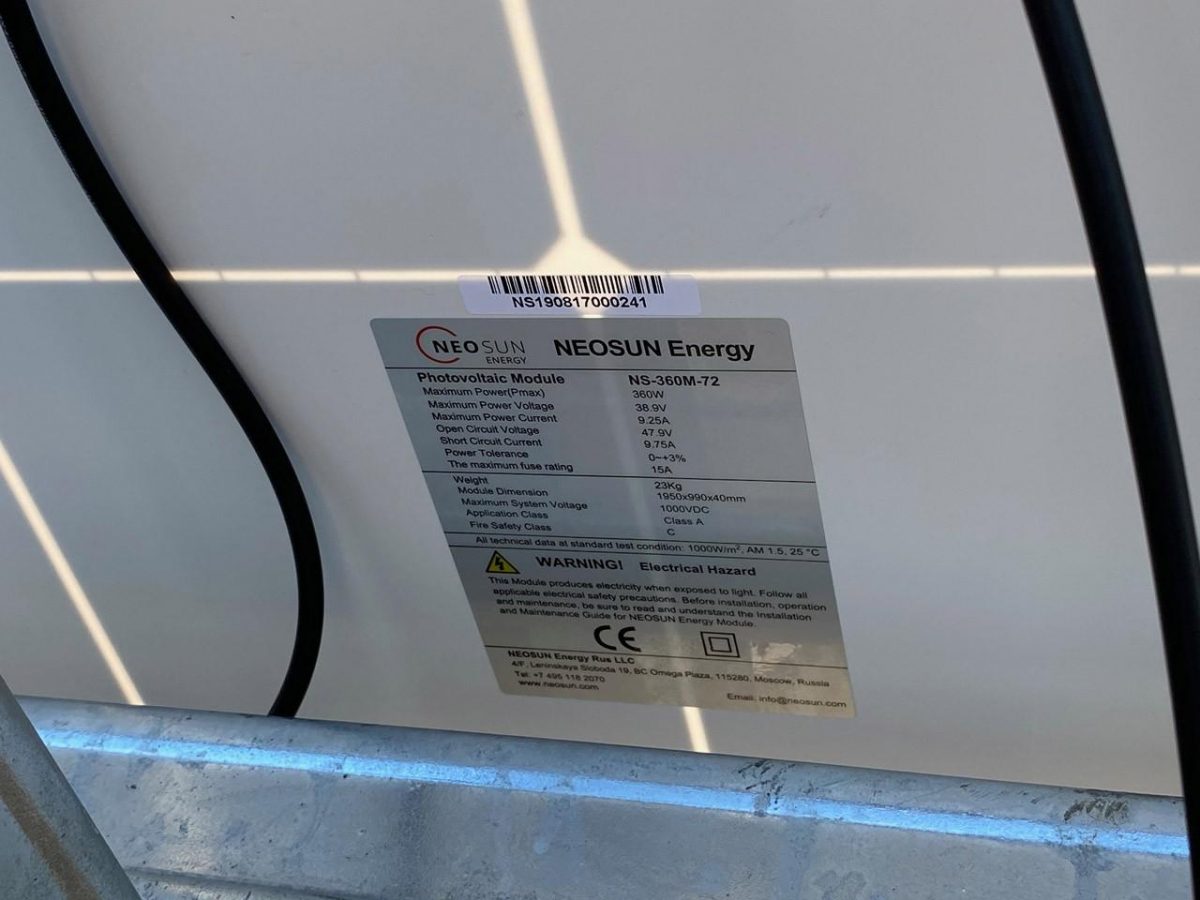 NS190817000241
NEOSUN ENERGY NEOSUN Energy
Photovoltaic Module NS-360M-72
Maximum Power(Pmax) 360W
Maximum Power Voltage 38.9V
Maximum Power Current 9.25A
Open Circuit Voltage 47.9V
Short Circuit Current 9.75A
Power Tolerance 0~+3%
The maximum fuse rating 15A
Weight 23Kg
Module Dimension 1950x990x40mm
Maximum System Voltage 1000VDC
Application Class Class A
Fire Safety Class C
All technical data at standard test condition: 1000W/m², AM 1.5, 25 °C
WARNING! Electrical Hazard
This Module produces electricity when exposed to light. Follow all
applicable electrical safety precautions. Before installation, operation
and maintenance, be sure to read and understand the Installation
and Maintenance Guide for NEOSUN Energy Module.
CE
NEOSUN Energy Rus LLC
4/F, Leninskaya Sloboda 19, BC Omega Plaza, 115280, Moscow, Russia
Tel: +7 495 118 2070
www.neosun.com Email: info@neosun.com